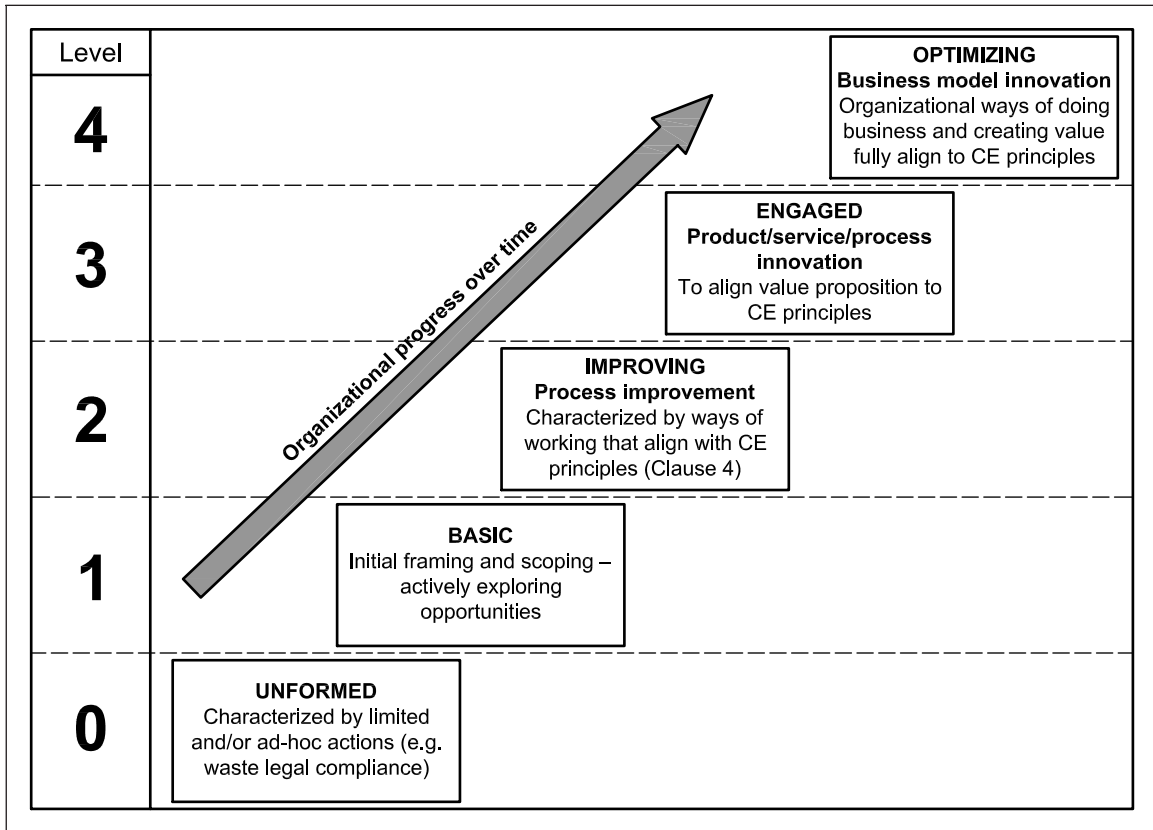 Level
4
OPTIMIZING
Business model innovation
Organizational ways of doing
business and creating value
fully align to CE principles
3
ENGAGED
Product/service/process
innovation
To align value proposition to
CE principles
Organizational progress over time
2
IMPROVING
Process improvement
Characterized by ways of
working that align with CE
principles (Clause 4)
1
BASIC
Initial framing and scoping –
actively exploring
opportunities
0
UNFORMED
Characterized by limited
and/or ad-hoc actions (e.g.
waste legal compliance)